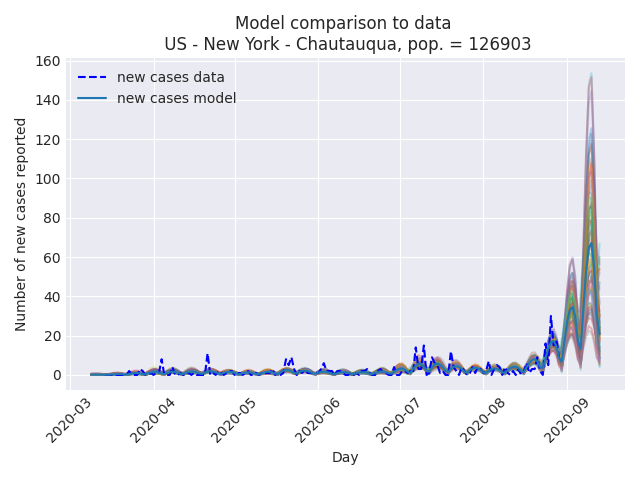 Model comparison to data
US - New York - Chautauqua, pop. = 126903
160
140
120
100
80
60
40
20
0
new cases data
new cases model
Number of new cases reported
2020-03
2020-04
2020-05
2020-06
2020-07
2020-08
2020-09
Day